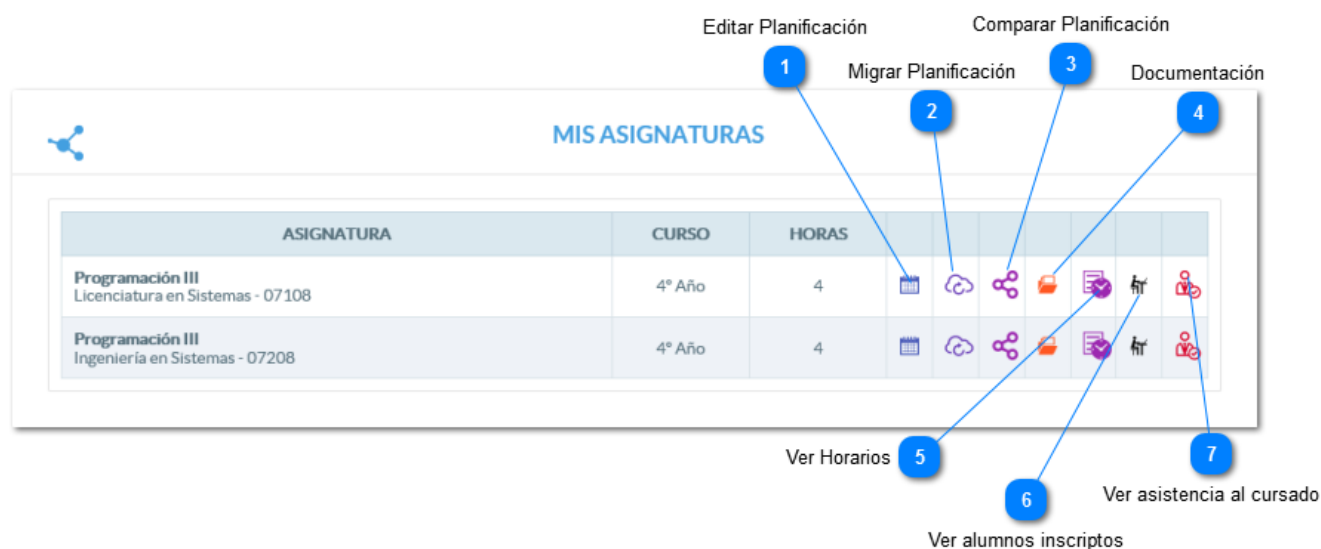 Editar Planificación
Comparar Planificación
1
Migrar Planificación
3
Documentación
2
4
MIS ASIGNATURAS
ASIGNATURA CURSO HORAS
Programación III
Licenciatura en Sistemas - 07108
4º Año 4
Programación III
Ingeniería en Sistemas - 07208
4º Año 4
Ver Horarios 5
7
6
Ver asistencia al cursado
Ver alumnos inscriptos